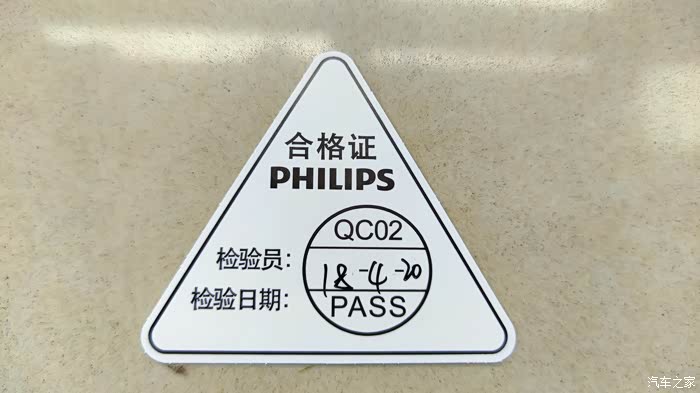 合格证
PHILIPS
QC02
检验员:
18-4-20
检验日期:
PASS
汽车之家